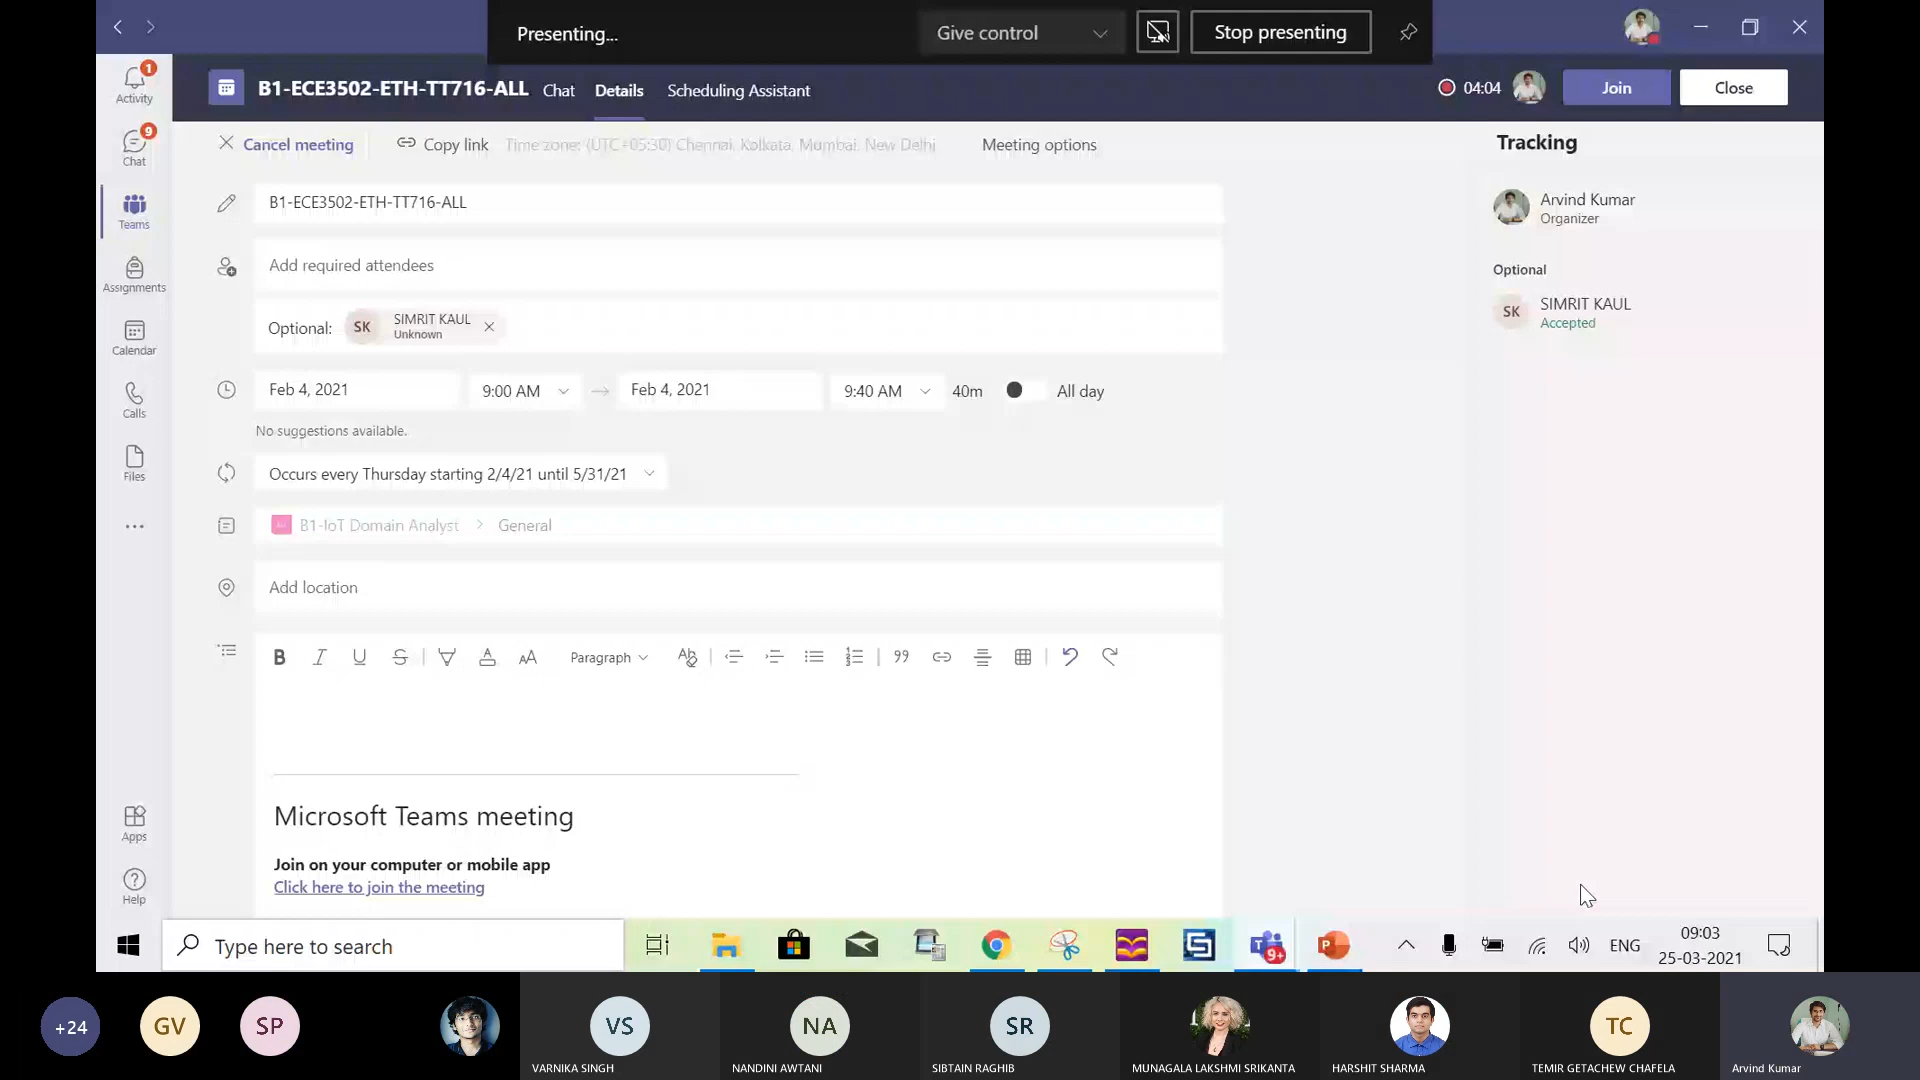 Presenting...
Give control
Stop presenting
B1-ECE3502-ETH-TT716-ALL
Chat
Details
Scheduling Assistant
04:04
Join
Close
1
Activity
9
Chat
Teams
Assignments
Calendar
Calls
Files
Apps
Help
Cancel meeting
Copy link
Time zone: (UTC+05:30) Chennai, Kolkata, Mumbai, New Delhi
Meeting options
B1-ECE3502-ETH-TT716-ALL
Add required attendees
Optional:
SK
SIMRIT KAUL
Unknown
Feb 4, 2021
9:00 AM
Feb 4, 2021
9:40 AM
40m
All day
No suggestions available.
Occurs every Thursday starting 2/4/21 until 5/31/21
B1-IoT Domain Analyst
General
Add location
Paragraph
Microsoft Teams meeting
Join on your computer or mobile app
Click here to join the meeting
Tracking
Arvind Kumar
Organizer
Optional
SK
SIMRIT KAUL
Accepted
Type here to search
9+
ENG
09:03
25-03-2021
+24
GV
SP
VS
VARNIKA SINGH
NA
NANDINI AWTANI
SR
SIBTAIN RAGHIB
MUNAGALA LAKSHMI SRIKANTA
HARSHIT SHARMA
TC
TEMIR GETACHEW CHAFELA
Arvind Kumar